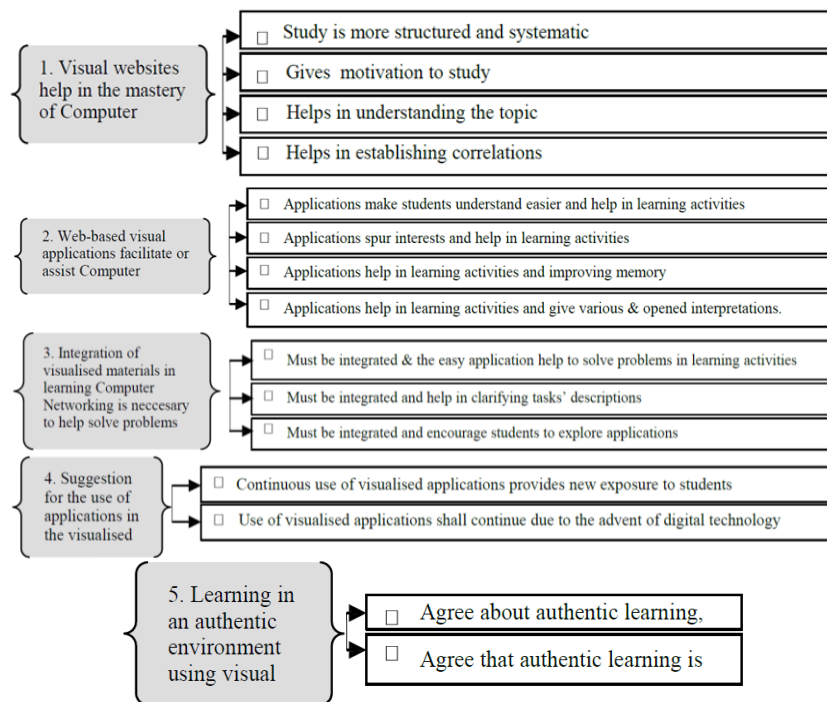 1. Visual websites
help in the mastery
of Computer
Study is more structured and systematic
Gives motivation to study
Helps in understanding the topic
Helps in establishing correlations
2. Web-based visual
applications facilitate or
assist Computer
Applications make students understand easier and help in learning activities
Applications spur interests and help in learning activities
Applications help in learning activities and improving memory
Applications help in learning activities and give various & opened interpretations.
3. Integration of
visualised materials in
learning Computer
Networking is neccesary
to help solve problems
Must be integrated & the easy application help to solve problems in learning activities
Must be integrated and help in clarifying tasks' descriptions
Must be integrated and encourage students to explore applications
4. Suggestion
for the use of
applications in
the visualised
Continuous use of visualised applications provides new exposure to students
Use of visualised applications shall continue due to the advent of digital technology
5. Learning in
an authentic
environment
using visual
Agree about authentic learning,
Agree that authentic learning is